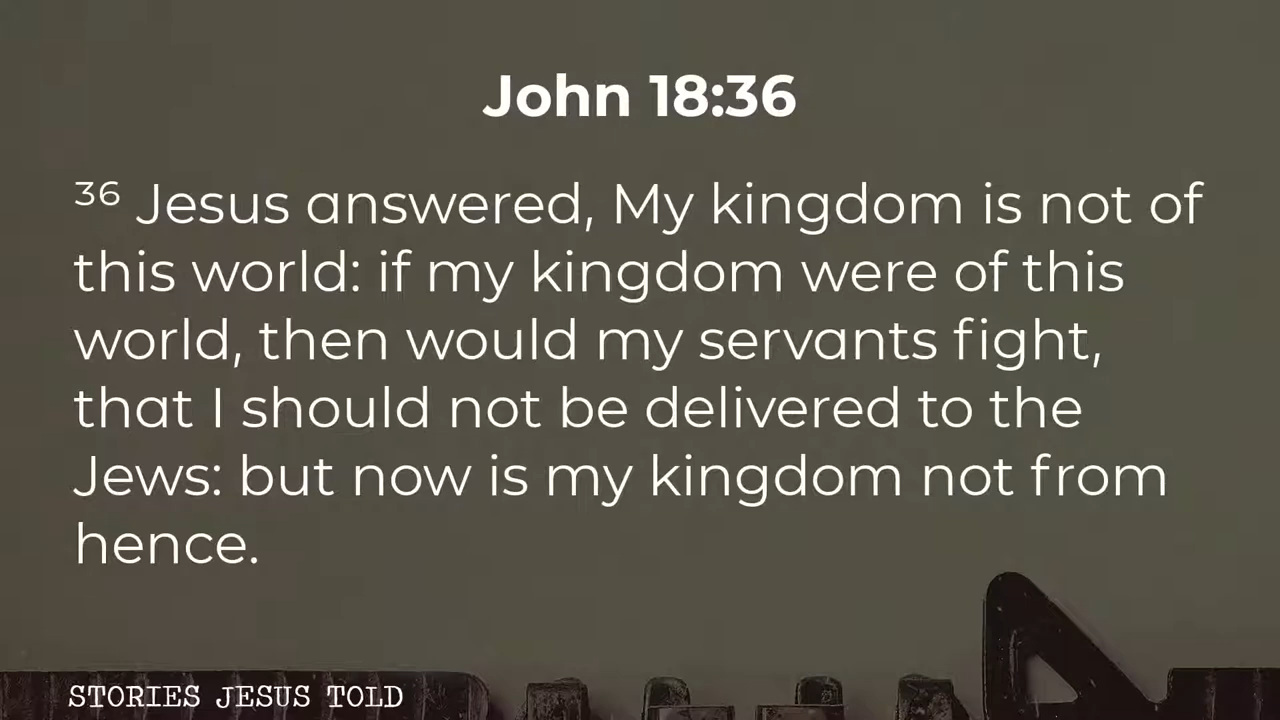 John 18:36
36 Jesus answered, My kingdom is not of
this world: if my kingdom were of this
world, then would my servants fight,
that I should not be delivered to the
Jews: but now is my kingdom not from
hence.
STORIES JESUS TOLD